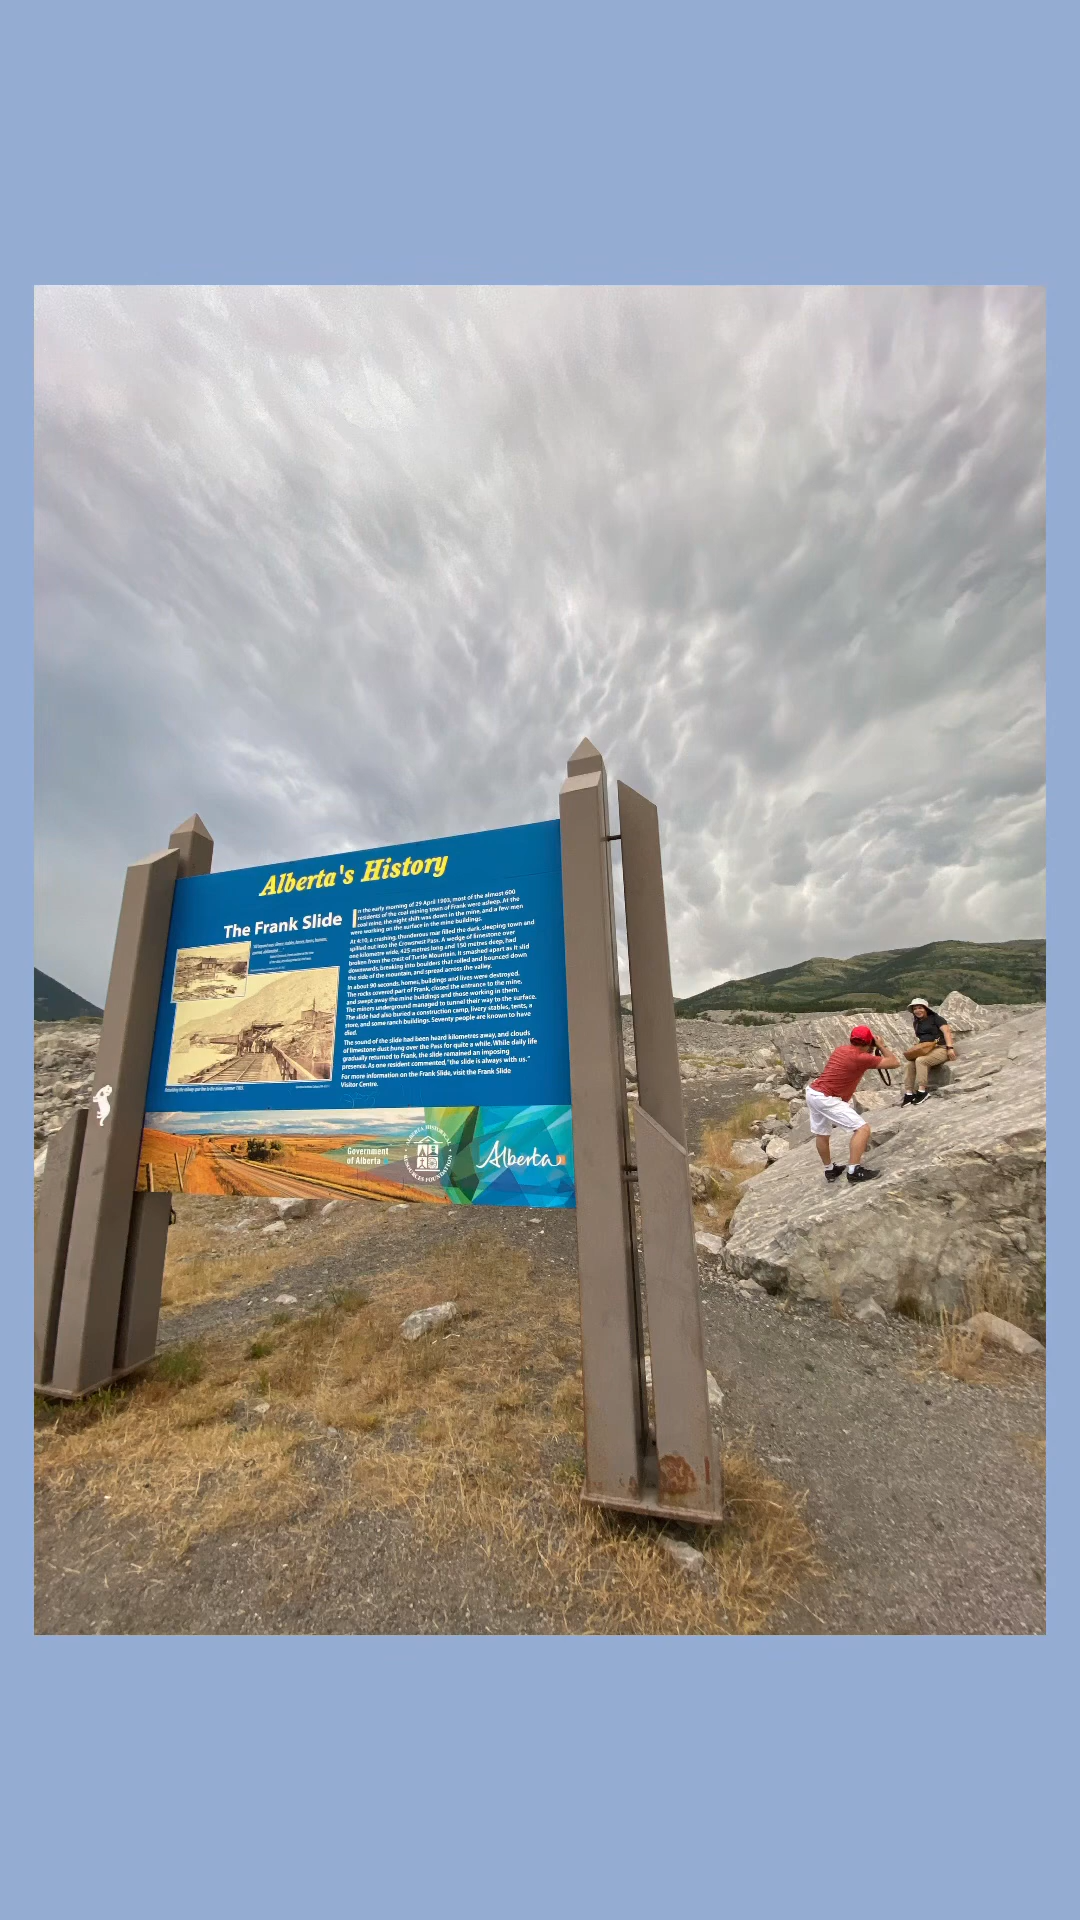 Alberta's History
The Frank Slide
In the early morning of 29 April 1903, most of the almost 600
residents of the coal mining town of Frank were asleep. At the
coal mine, the night shift was down in the mine, and a few men
were working on the surface in the mine buildings.
At 4:10, a crashing, thunderous roar filled the dark, sleeping town and
spilled out into the Crowsnest Pass. A wedge of limestone over
one kilometre wide, 425 metres long and 150 metres deep, had
broken from the crest of Turtle Mountain. It smashed apart as it slid
downwards, breaking into boulders that rolled and bounced down
the side of the mountain, and spread across the valley.
In about 90 seconds, homes, buildings and lives were destroyed.
The rocks covered part of Frank, closed the entrance to the mine,
and swept away the mine buildings and those working in them.
The miners underground managed to tunnel their way to the surface.
The slide had also buried a construction camp, livery stables, tents, a
store, and some ranch buildings. Seventy people are known to have
died.
The sound of the slide had been heard kilometres away, and clouds
of limestone dust hung over the Pass for quite a while. While daily life
gradually returned to Frank, the slide remained an imposing
presence. As one resident commented, "the slide is always with us."
For more information on the Frank Slide, visit the Frank Slide
Visitor Centre.
Government
of Alberta
ALBERTA HISTORICAL
RESOURCES FOUNDATION
Alberta